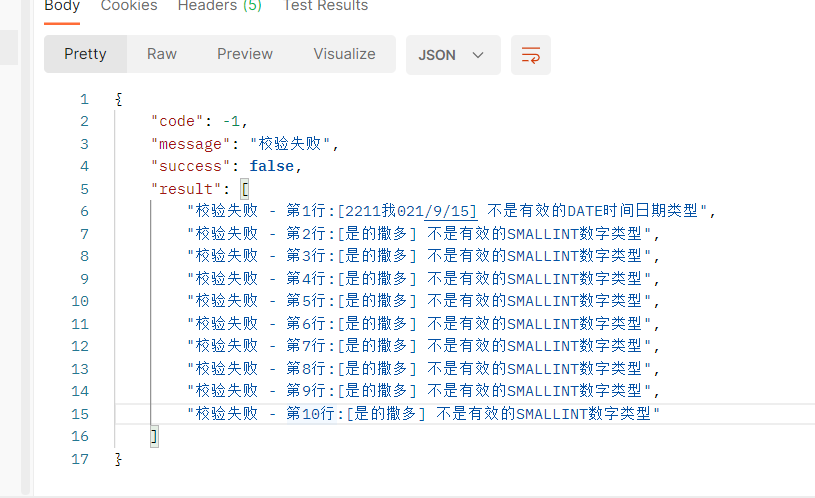 Body Cookies Headers (5) Test Results
Pretty Raw Preview Visualize JSON
1 {
2 "code": -1,
3 "message": "校验失败",
4 "success": false,
5 "result": [
6 "校验失败 - 第1行:[2211我021/9/15] 不是有效的DATE时间日期类型",
7 "校验失败 - 第2行:[是的撒多] 不是有效的SMALLINT数字类型",
8 "校验失败 - 第3行:[是的撒多] 不是有效的SMALLINT数字类型",
9 "校验失败 - 第4行:[是的撒多] 不是有效的SMALLINT数字类型",
10 "校验失败 - 第5行:[是的撒多] 不是有效的SMALLINT数字类型",
11 "校验失败 - 第6行:[是的撒多] 不是有效的SMALLINT数字类型",
12 "校验失败 - 第7行:[是的撒多] 不是有效的SMALLINT数字类型",
13 "校验失败 - 第8行:[是的撒多] 不是有效的SMALLINT数字类型",
14 "校验失败 - 第9行:[是的撒多] 不是有效的SMALLINT数字类型",
15 "校验失败 - 第10行:[是的撒多] 不是有效的SMALLINT数字类型"
16 ]
17 }